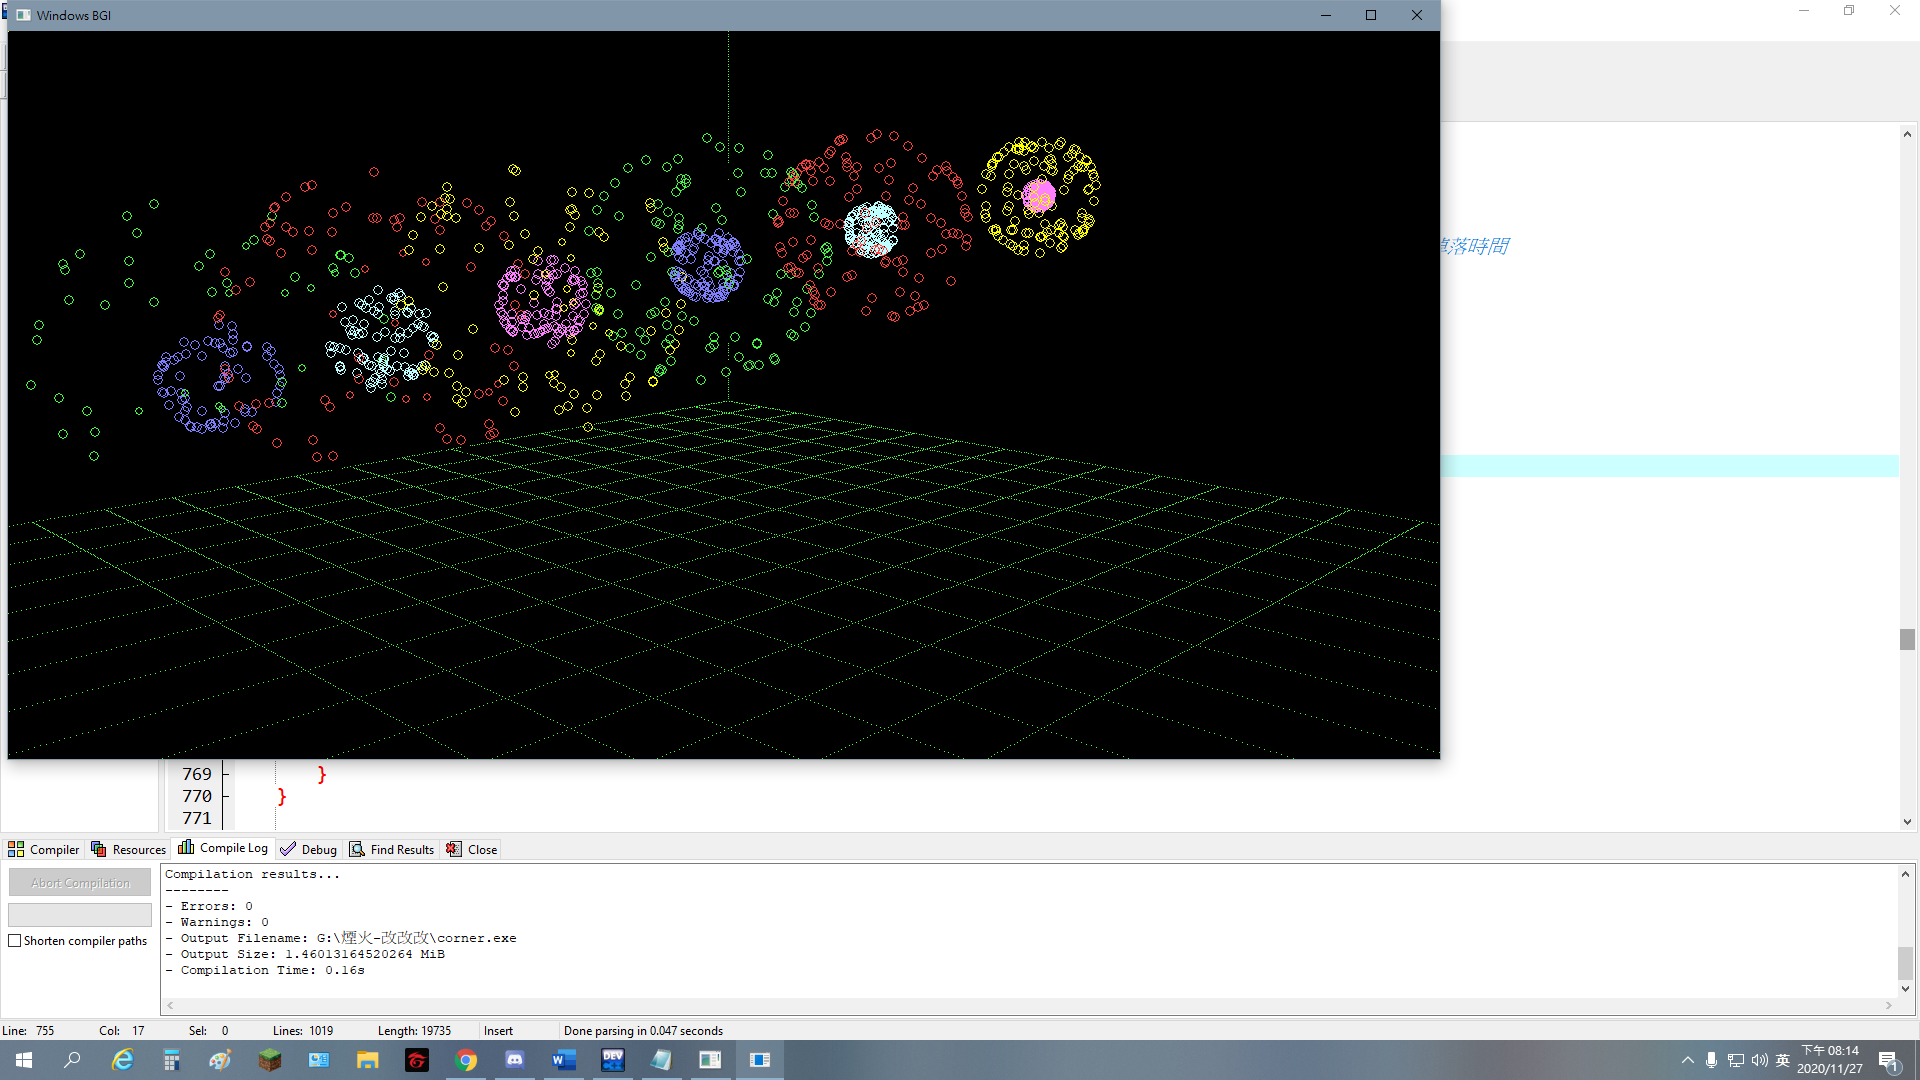 Windows BGI
掉落時間
769
}
770
}
771
Compiler
Resources
Compile Log
Debug
Find Results
Close
Abort Compilation
Shorten compiler paths
Compilation results...
--------
- Errors: 0
- Warnings: 0
- Output Filename: G:\煙火-改改改\corner.exe
- Output Size: 1.46013164520264 MiB
- Compilation Time: 0.16s
Line: 755 Col: 17 Sel: 0 Lines: 1019 Length: 19735 Insert Done parsing in 0.047 seconds
DEV
英
下午 08:14
2020/11/27
1